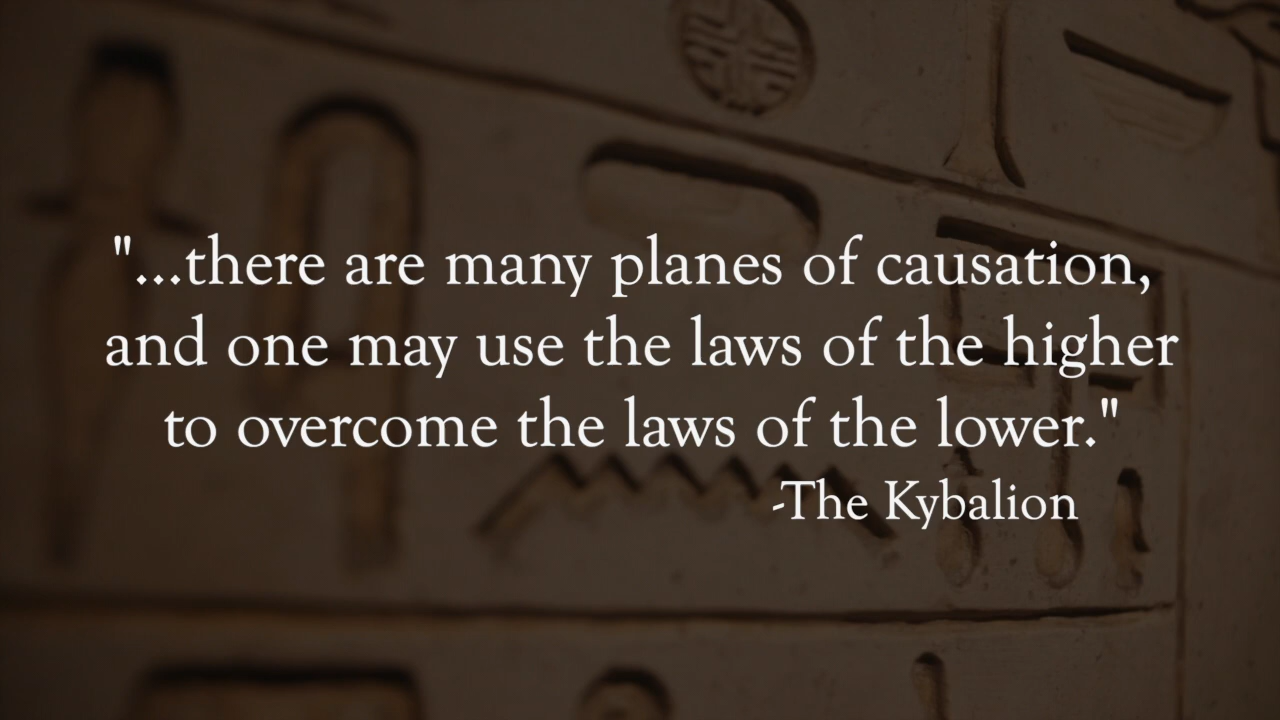 "...there are many planes of causation,
and one may use the laws of the higher
to overcome the laws of the lower."
-The Kybalion